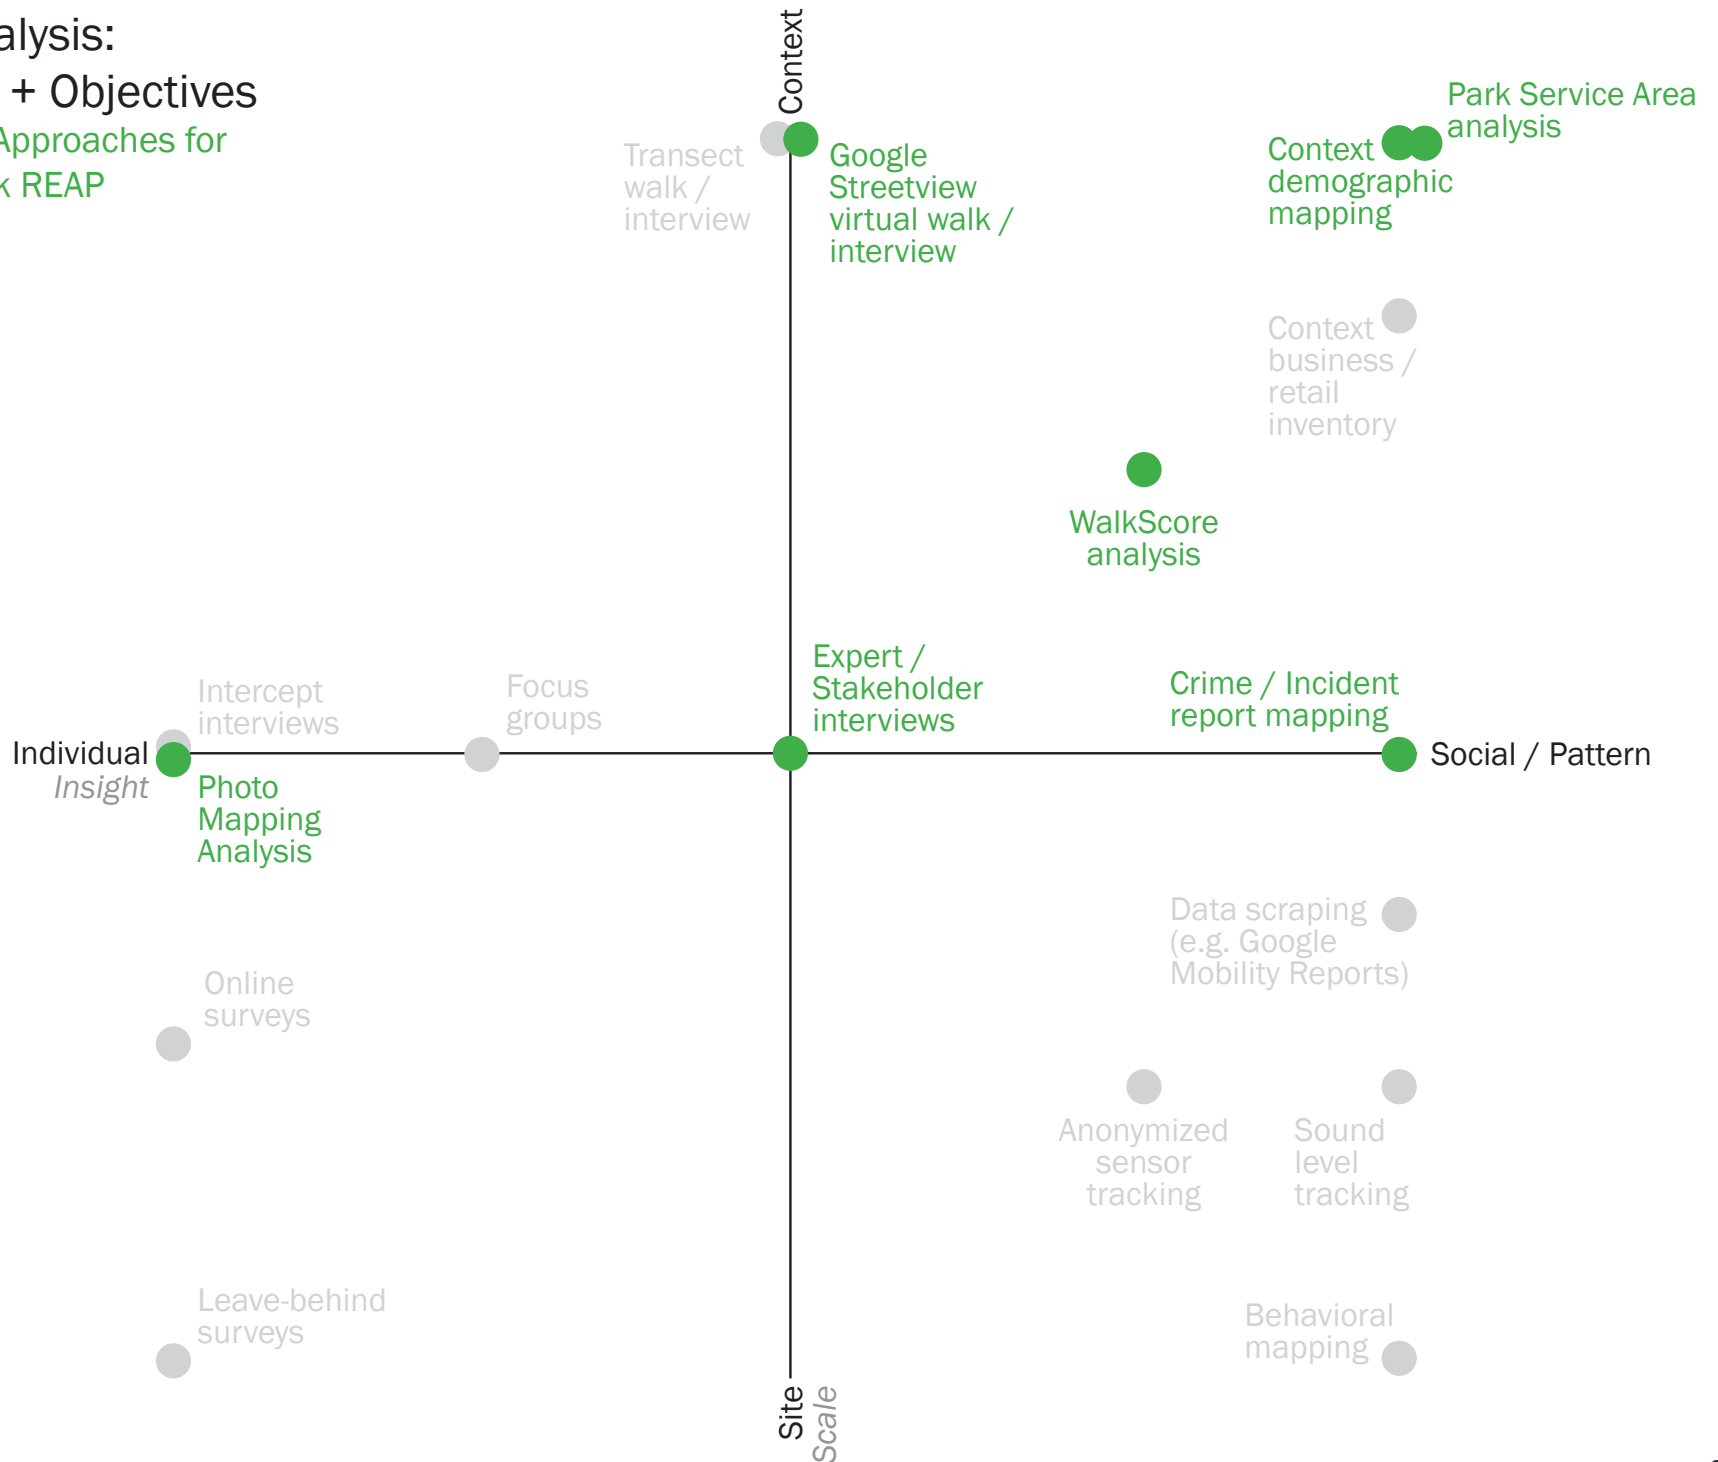 alysis:
+ Objectives
Approaches for
k REAP
Context
Transect
walk /
interview
Google
Streetview
virtual walk /
interview
Park Service Area
analysis
Context
demographic
mapping
Context
business /
retail
inventory
WalkScore
analysis
Expert /
Stakeholder
interviews
Crime / Incident
report mapping
Intercept
interviews
Focus
groups
Individual
Insight
Social / Pattern
Photo
Mapping
Analysis
Data scraping
(e.g. Google
Mobility Reports)
Online
surveys
Anonymized
sensor
tracking
Sound
level
tracking
Leave-behind
surveys
Behavioral
mapping
Site
Scale